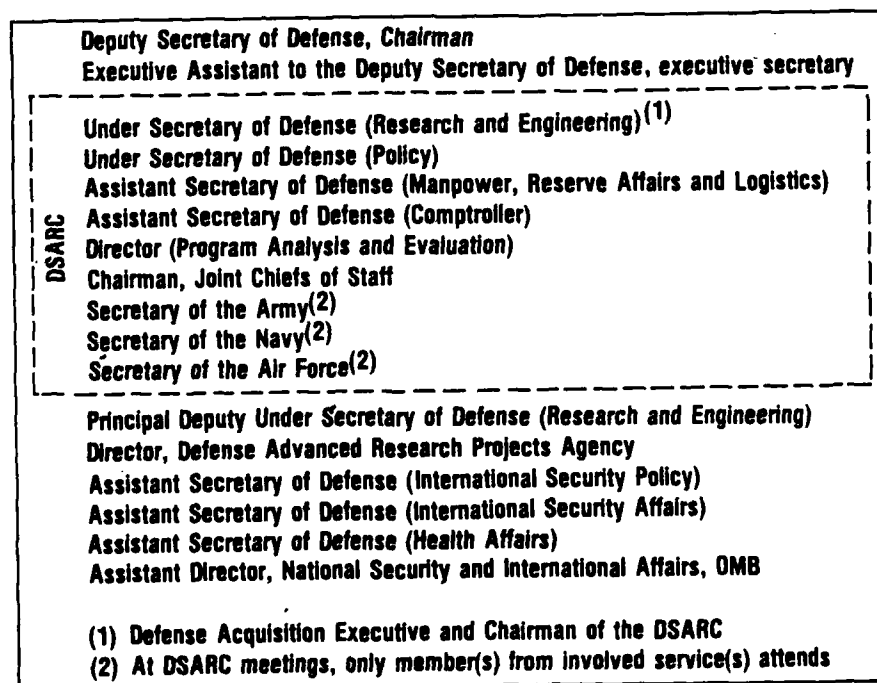 Deputy Secretary of Defense, Chairman
Executive Assistant to the Deputy Secretary of Defense, executive secretary
DSARC
Under Secretary of Defense (Research and Engineering)(1)
Under Secretary of Defense (Policy)
Assistant Secretary of Defense (Manpower, Reserve Affairs and Logistics)
Assistant Secretary of Defense (Comptroller)
Director (Program Analysis and Evaluation)
Chairman, Joint Chiefs of Staff
Secretary of the Army(2)
Secretary of the Navy(2)
Secretary of the Air Force(2)
Principal Deputy Under Secretary of Defense (Research and Engineering)
Director, Defense Advanced Research Projects Agency
Assistant Secretary of Defense (International Security Policy)
Assistant Secretary of Defense (International Security Affairs)
Assistant Secretary of Defense (Health Affairs)
Assistant Director, National Security and International Affairs, OMB
(1) Defense Acquisition Executive and Chairman of the DSARC
(2) At DSARC meetings, only member(s) from involved service(s) attends